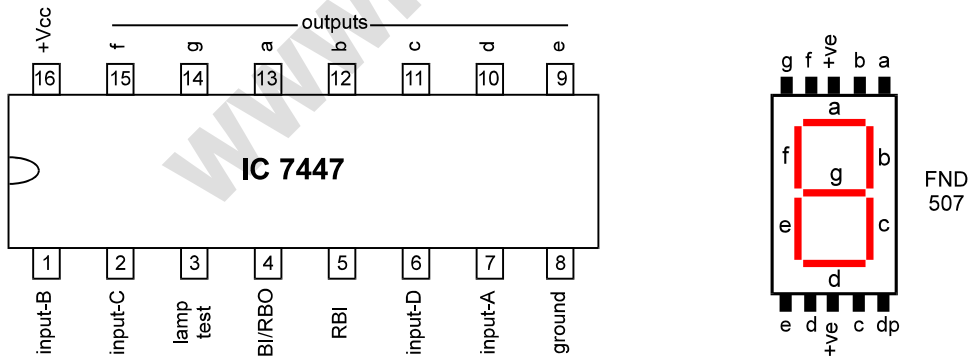 outputs
+Vcc f g a b c d e
16 15 14 13 12 11 10 9
IC 7447
1 2 3 4 5 6 7 8
input-B input-C lamp test BI/RBO RBI input-D input-A ground
g f +ve b a
a
f b
g
e c
d
e d +ve c dp
FND
507
www.